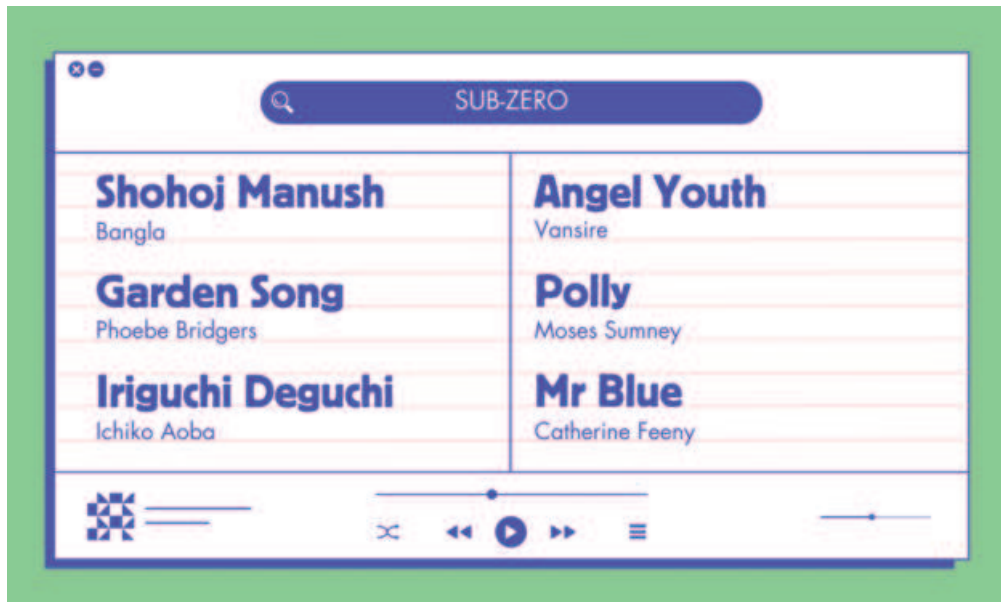 SUB-ZERO
Shohoj Manush
Bangla
Garden Song
Phoebe Bridgers
Iriguchi Deguchi
Ichiko Aoba
Angel Youth
Vansire
Polly
Moses Sumney
Mr Blue
Catherine Feeny